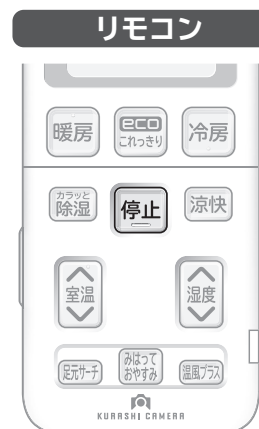 リモコン
暖房
eco
これっきり
冷房
カラッと
除湿
停止
涼快
室温
湿度
足元サーチ
みはって
おやすみ
温風プラス
KURASHI CAMERA